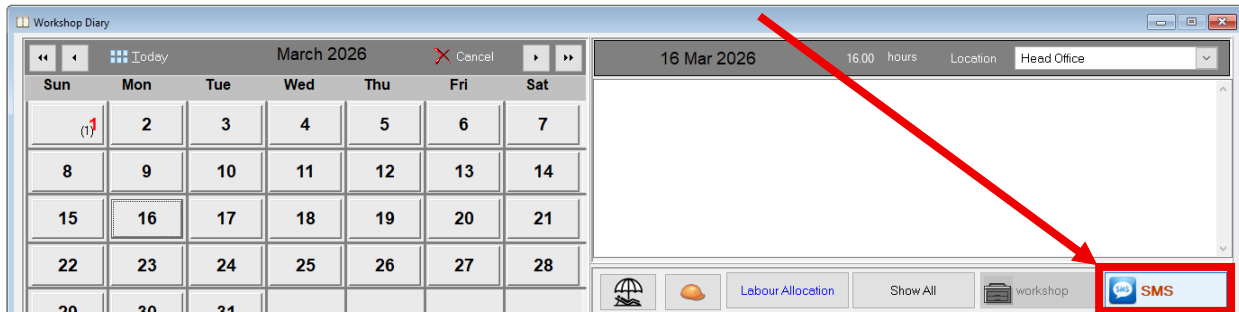 Workshop Diary
Today March 2026 Cancel
16 Mar 2026 16.00 hours Location Head Office
Sun Mon Tue Wed Thu Fri Sat
(1) 1 2 3 4 5 6 7
8 9 10 11 12 13 14
15 16 17 18 19 20 21
22 23 24 25 26 27 28
29 30 31
Labour Allocation Show All workshop SMS SMS